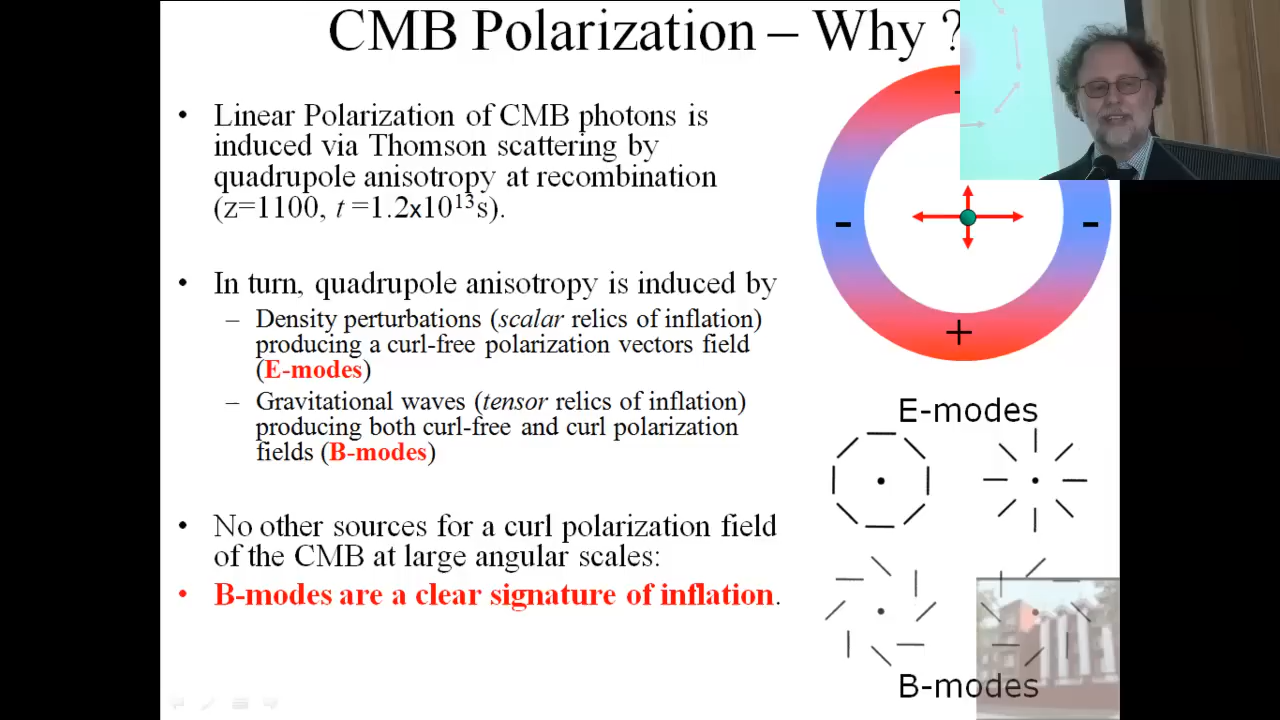 CMB Polarization – Why ?
• Linear Polarization of CMB photons is
induced via Thomson scattering by
quadrupole anisotropy at recombination
(z=1100, t =1.2x10¹³s).
• In turn, quadrupole anisotropy is induced by
– Density perturbations (scalar relics of inflation)
producing a curl-free polarization vectors field
(E-modes)
– Gravitational waves (tensor relics of inflation)
producing both curl-free and curl polarization
fields (B-modes)
• No other sources for a curl polarization field
of the CMB at large angular scales:
• B-modes are a clear signature of inflation.
- -
+
E-modes
B-modes